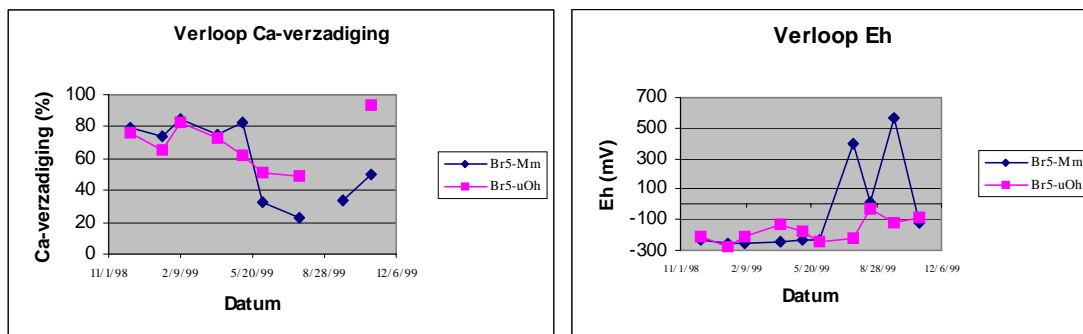 Verloop Ca-verzadiging
Ca-verzadiging (%)
100
80
60
40
20
0
11/1/98 2/9/99 5/20/99 8/28/99 12/6/99
Datum
Br5-Mm
Br5-uOh
Verloop Eh
Eh (mV)
700
500
300
100
-100
-300
11/1/98 2/9/99 5/20/99 8/28/99 12/6/99
Datum
Br5-Mm
Br5-uOh